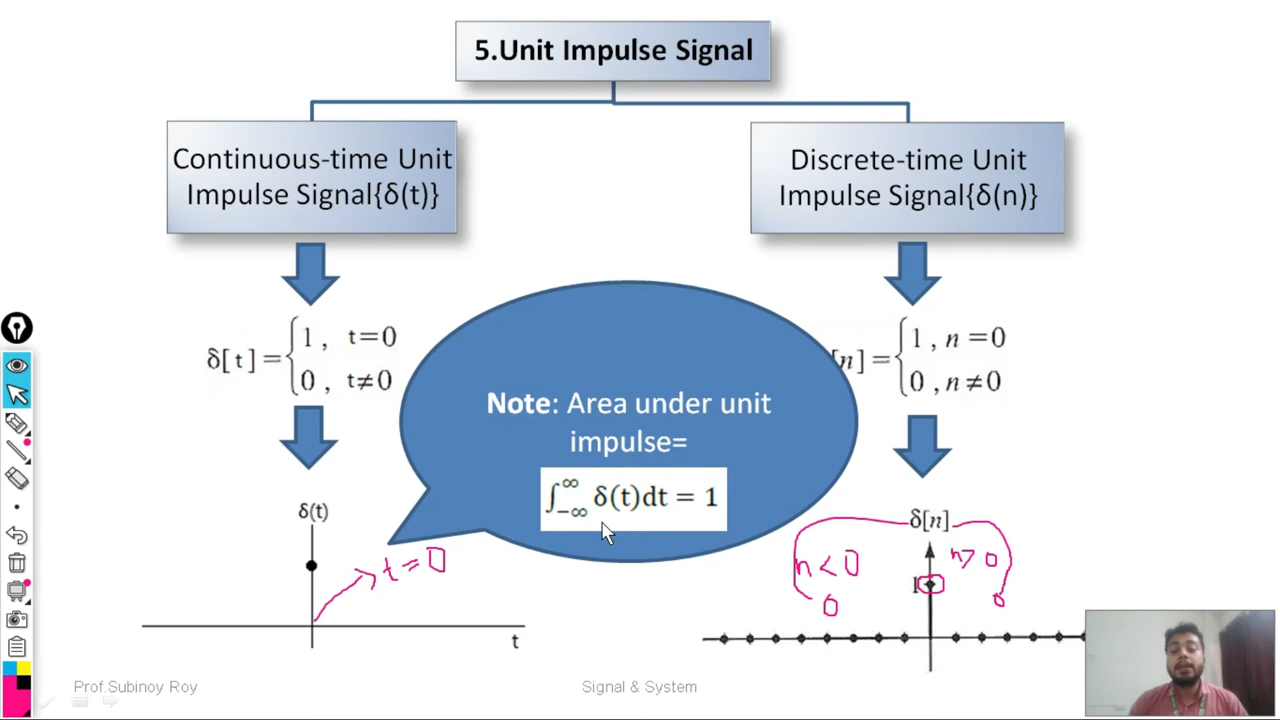 5.Unit Impulse Signal
Continuous-time Unit
Impulse Signal{δ(t)}
Discrete-time Unit
Impulse Signal{δ(n)}
δ[t]={1, t=0
0, t≠0
[n]={1, n=0
0, n≠0
Note: Area under unit
impulse=
∫_{-∞}^{∞} δ(t)dt = 1
δ(t)
t=0
t
δ[n]
n<0
n>0
1
0
0
Prof.Subinoy Roy
Signal & System